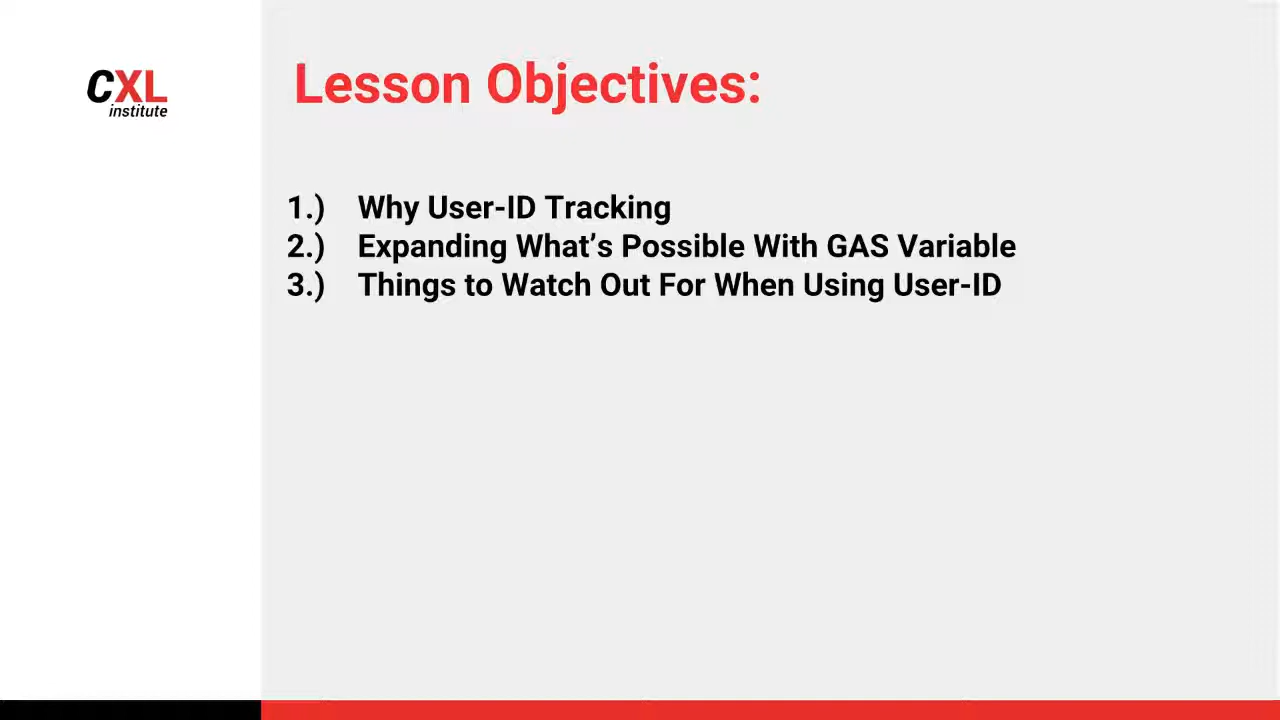 CXL
institute
Lesson Objectives:
1.) Why User-ID Tracking
2.) Expanding What’s Possible With GAS Variable
3.) Things to Watch Out For When Using User-ID